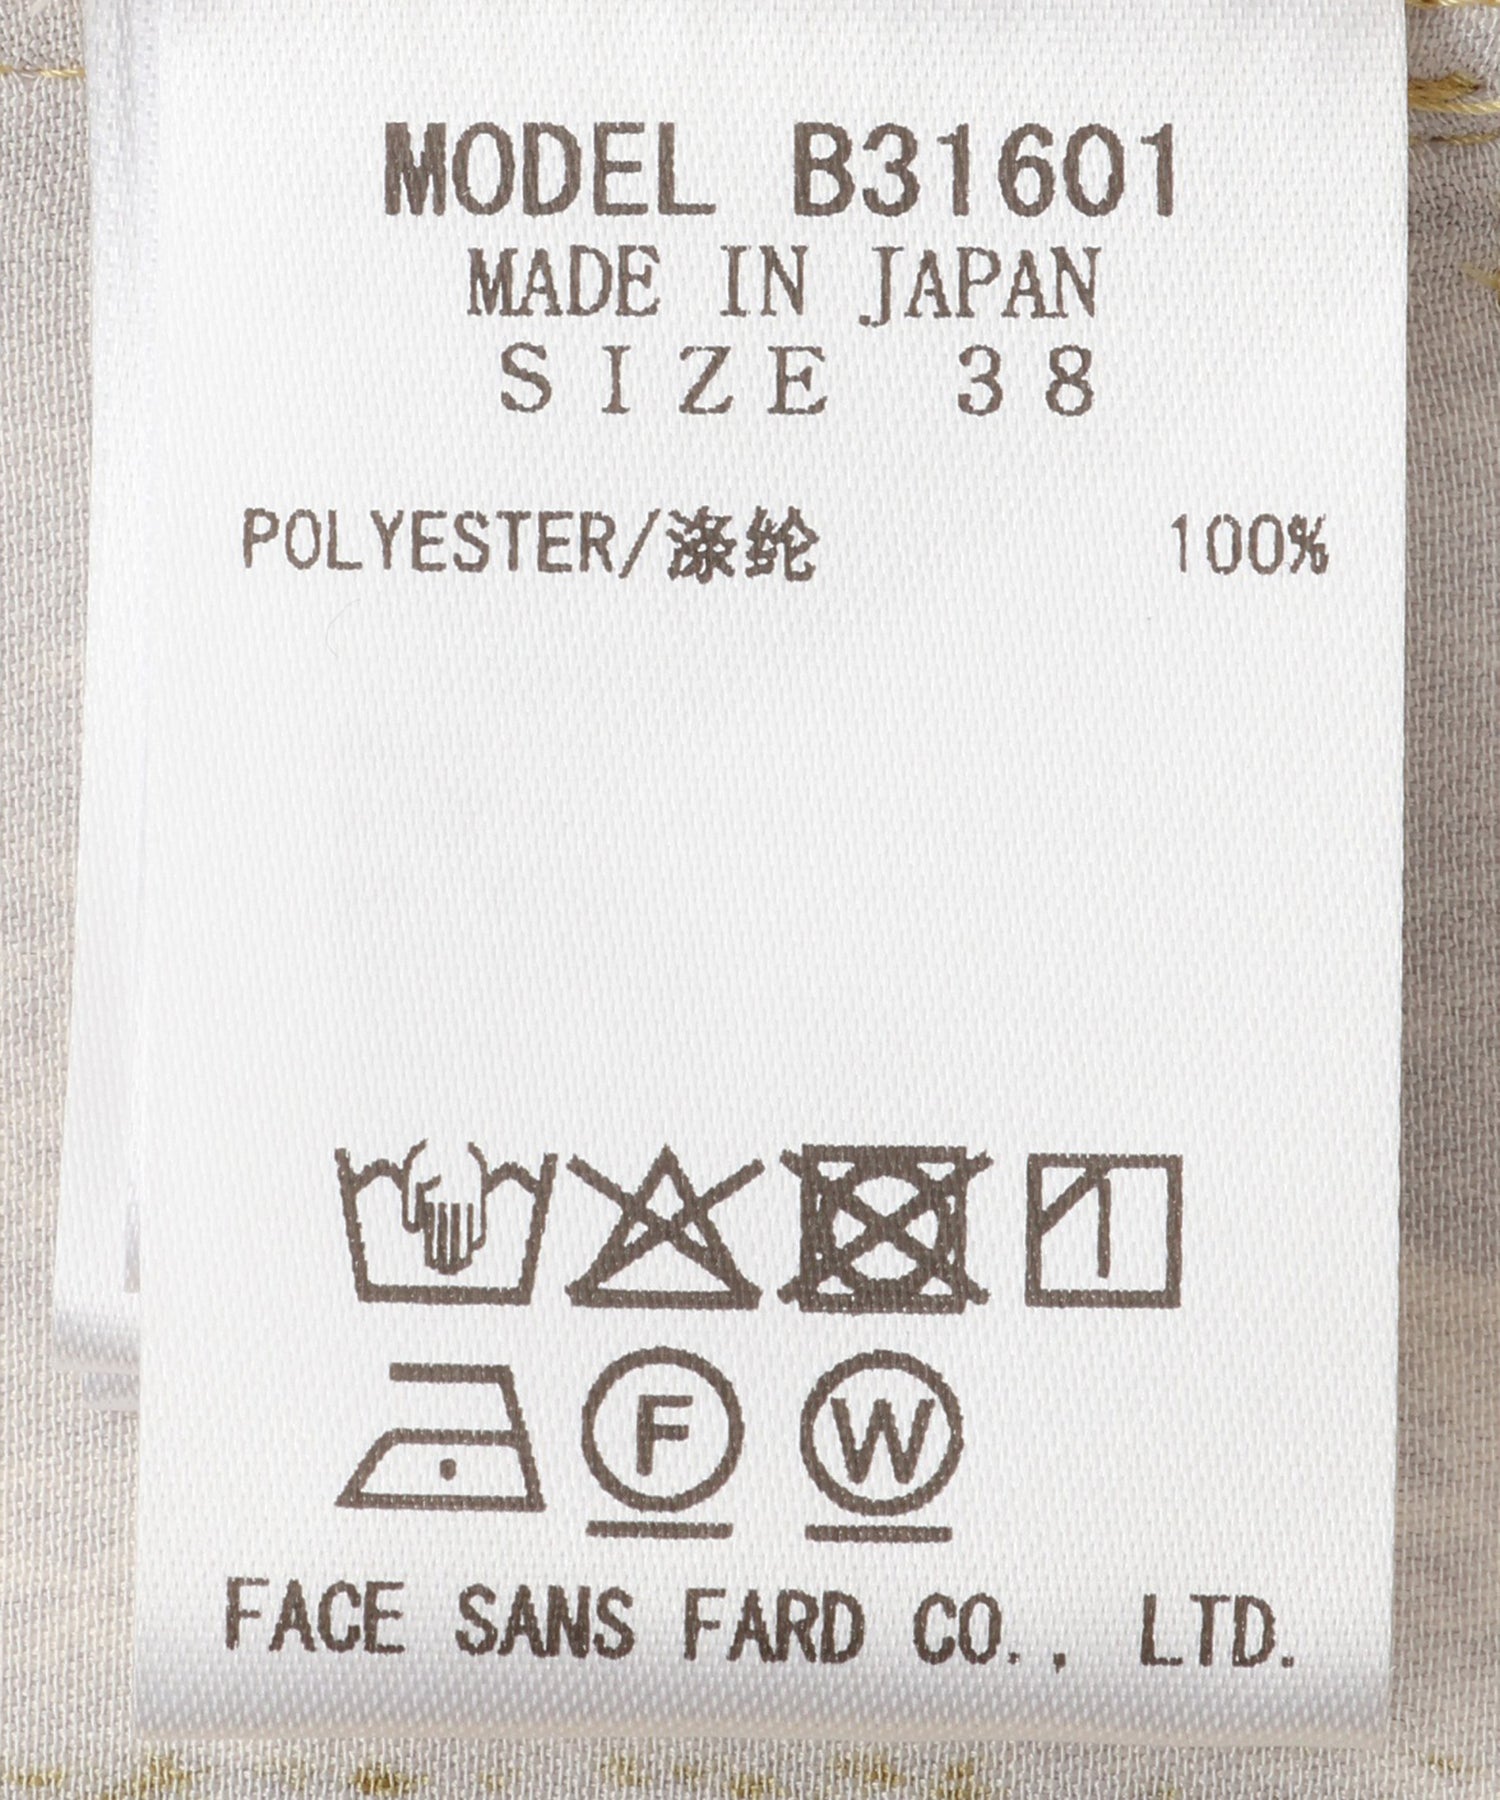 MODEL B31601
MADE IN JAPAN
SIZE 38
POLYESTER/涤纶 100%
F W
FACE SANS FARD CO., LTD.